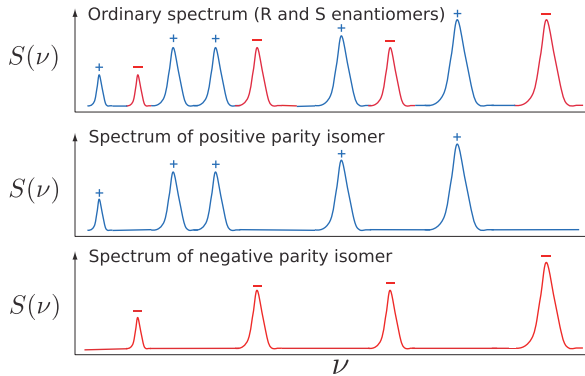 Ordinary spectrum (R and S enantiomers)
S(ν)
+ − + + − + − + −
Spectrum of positive parity isomer
S(ν)
+ + + + +
Spectrum of negative parity isomer
S(ν)
− − − −
ν